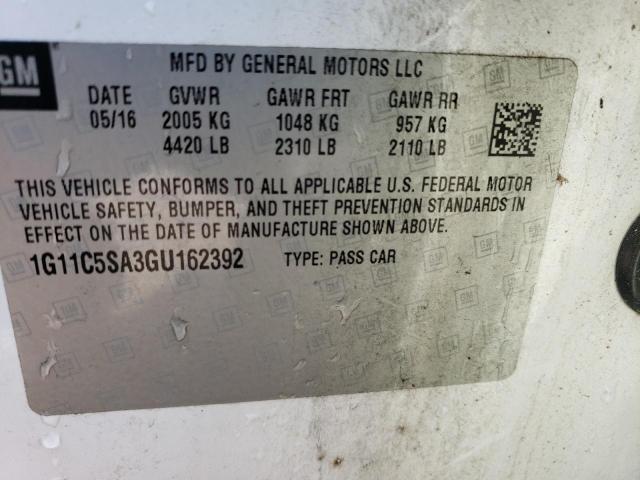 GM
MFD BY GENERAL MOTORS LLC
DATE GVWR GAWR FRT GAWR RR
05/16 2005 KG 1048 KG 957 KG
4420 LB 2310 LB 2110 LB
THIS VEHICLE CONFORMS TO ALL APPLICABLE U.S. FEDERAL MOTOR
VEHICLE SAFETY, BUMPER, AND THEFT PREVENTION STANDARDS IN
EFFECT ON THE DATE OF MANUFACTURE SHOWN ABOVE.
1G11C5SA3GU162392 TYPE: PASS CAR